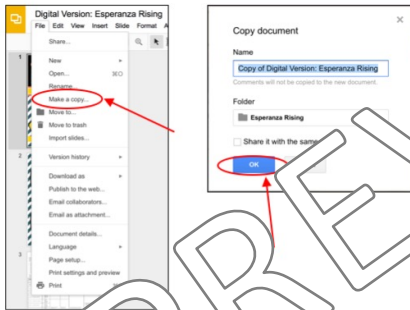 Digital Version: Esperanza Rising
File Edit View Insert Slide Format A
Share...
New
Open... ⌘O
Rename...
Make a copy...
Move to...
Move to trash
Import slides...
Version history
Download as
Publish to the web...
Email collaborators...
Email as attachment...
Document details...
Language
Page setup...
Print settings and preview
Print
1
2
3
Copy document
Name
Copy of Digital Version: Esperanza Rising
Comments will not be copied to the new document.
Folder
Esperanza Rising
Share it with the same
OK
PREV